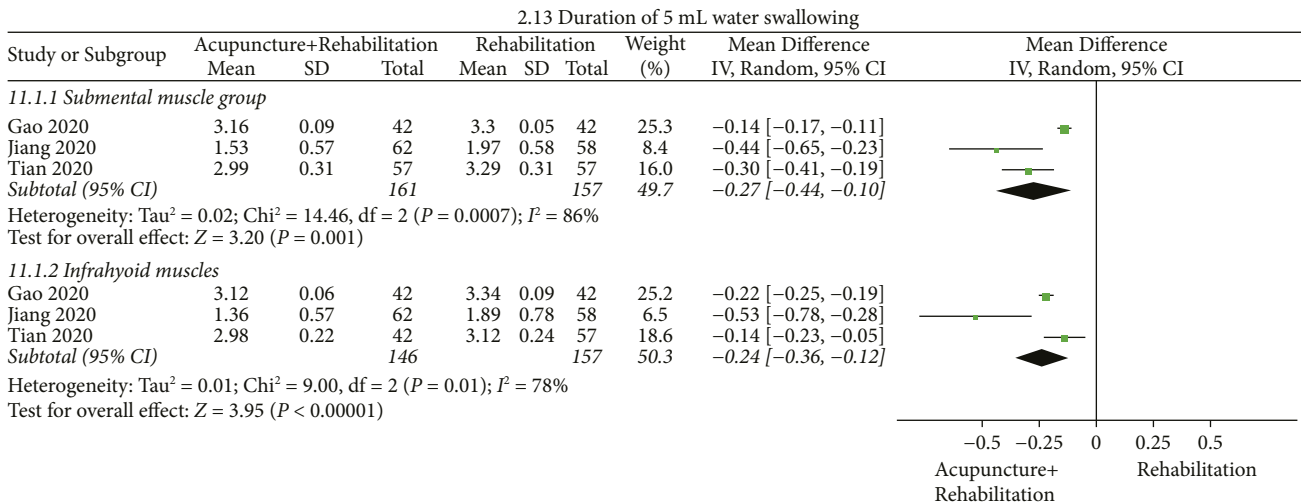 2.13 Duration of 5 mL water swallowing
Study or Subgroup Acupuncture+Rehabilitation Rehabilitation Weight Mean Difference Mean Difference
Mean SD Total Mean SD Total (%) IV, Random, 95% CI IV, Random, 95% CI
11.1.1 Submental muscle group
Gao 2020 3.16 0.09 42 3.3 0.05 42 25.3 −0.14 [−0.17, −0.11]
Jiang 2020 1.53 0.57 62 1.97 0.58 58 8.4 −0.44 [−0.65, −0.23]
Tian 2020 2.99 0.31 57 3.29 0.31 57 16.0 −0.30 [−0.41, −0.19]
Subtotal (95% CI) 161 157 49.7 −0.27 [−0.44, −0.10]
Heterogeneity: Tau² = 0.02; Chi² = 14.46, df = 2 (P = 0.0007); I² = 86%
Test for overall effect: Z = 3.20 (P = 0.001)
11.1.2 Infrahyoid muscles
Gao 2020 3.12 0.06 42 3.34 0.09 42 25.2 −0.22 [−0.25, −0.19]
Jiang 2020 1.36 0.57 62 1.89 0.78 58 6.5 −0.53 [−0.78, −0.28]
Tian 2020 2.98 0.22 42 3.12 0.24 57 18.6 −0.14 [−0.23, −0.05]
Subtotal (95% CI) 146 157 50.3 −0.24 [−0.36, −0.12]
Heterogeneity: Tau² = 0.01; Chi² = 9.00, df = 2 (P = 0.01); I² = 78%
Test for overall effect: Z = 3.95 (P < 0.00001)
−0.5 −0.25 0 0.25 0.5
Acupuncture+ Rehabilitation
Rehabilitation